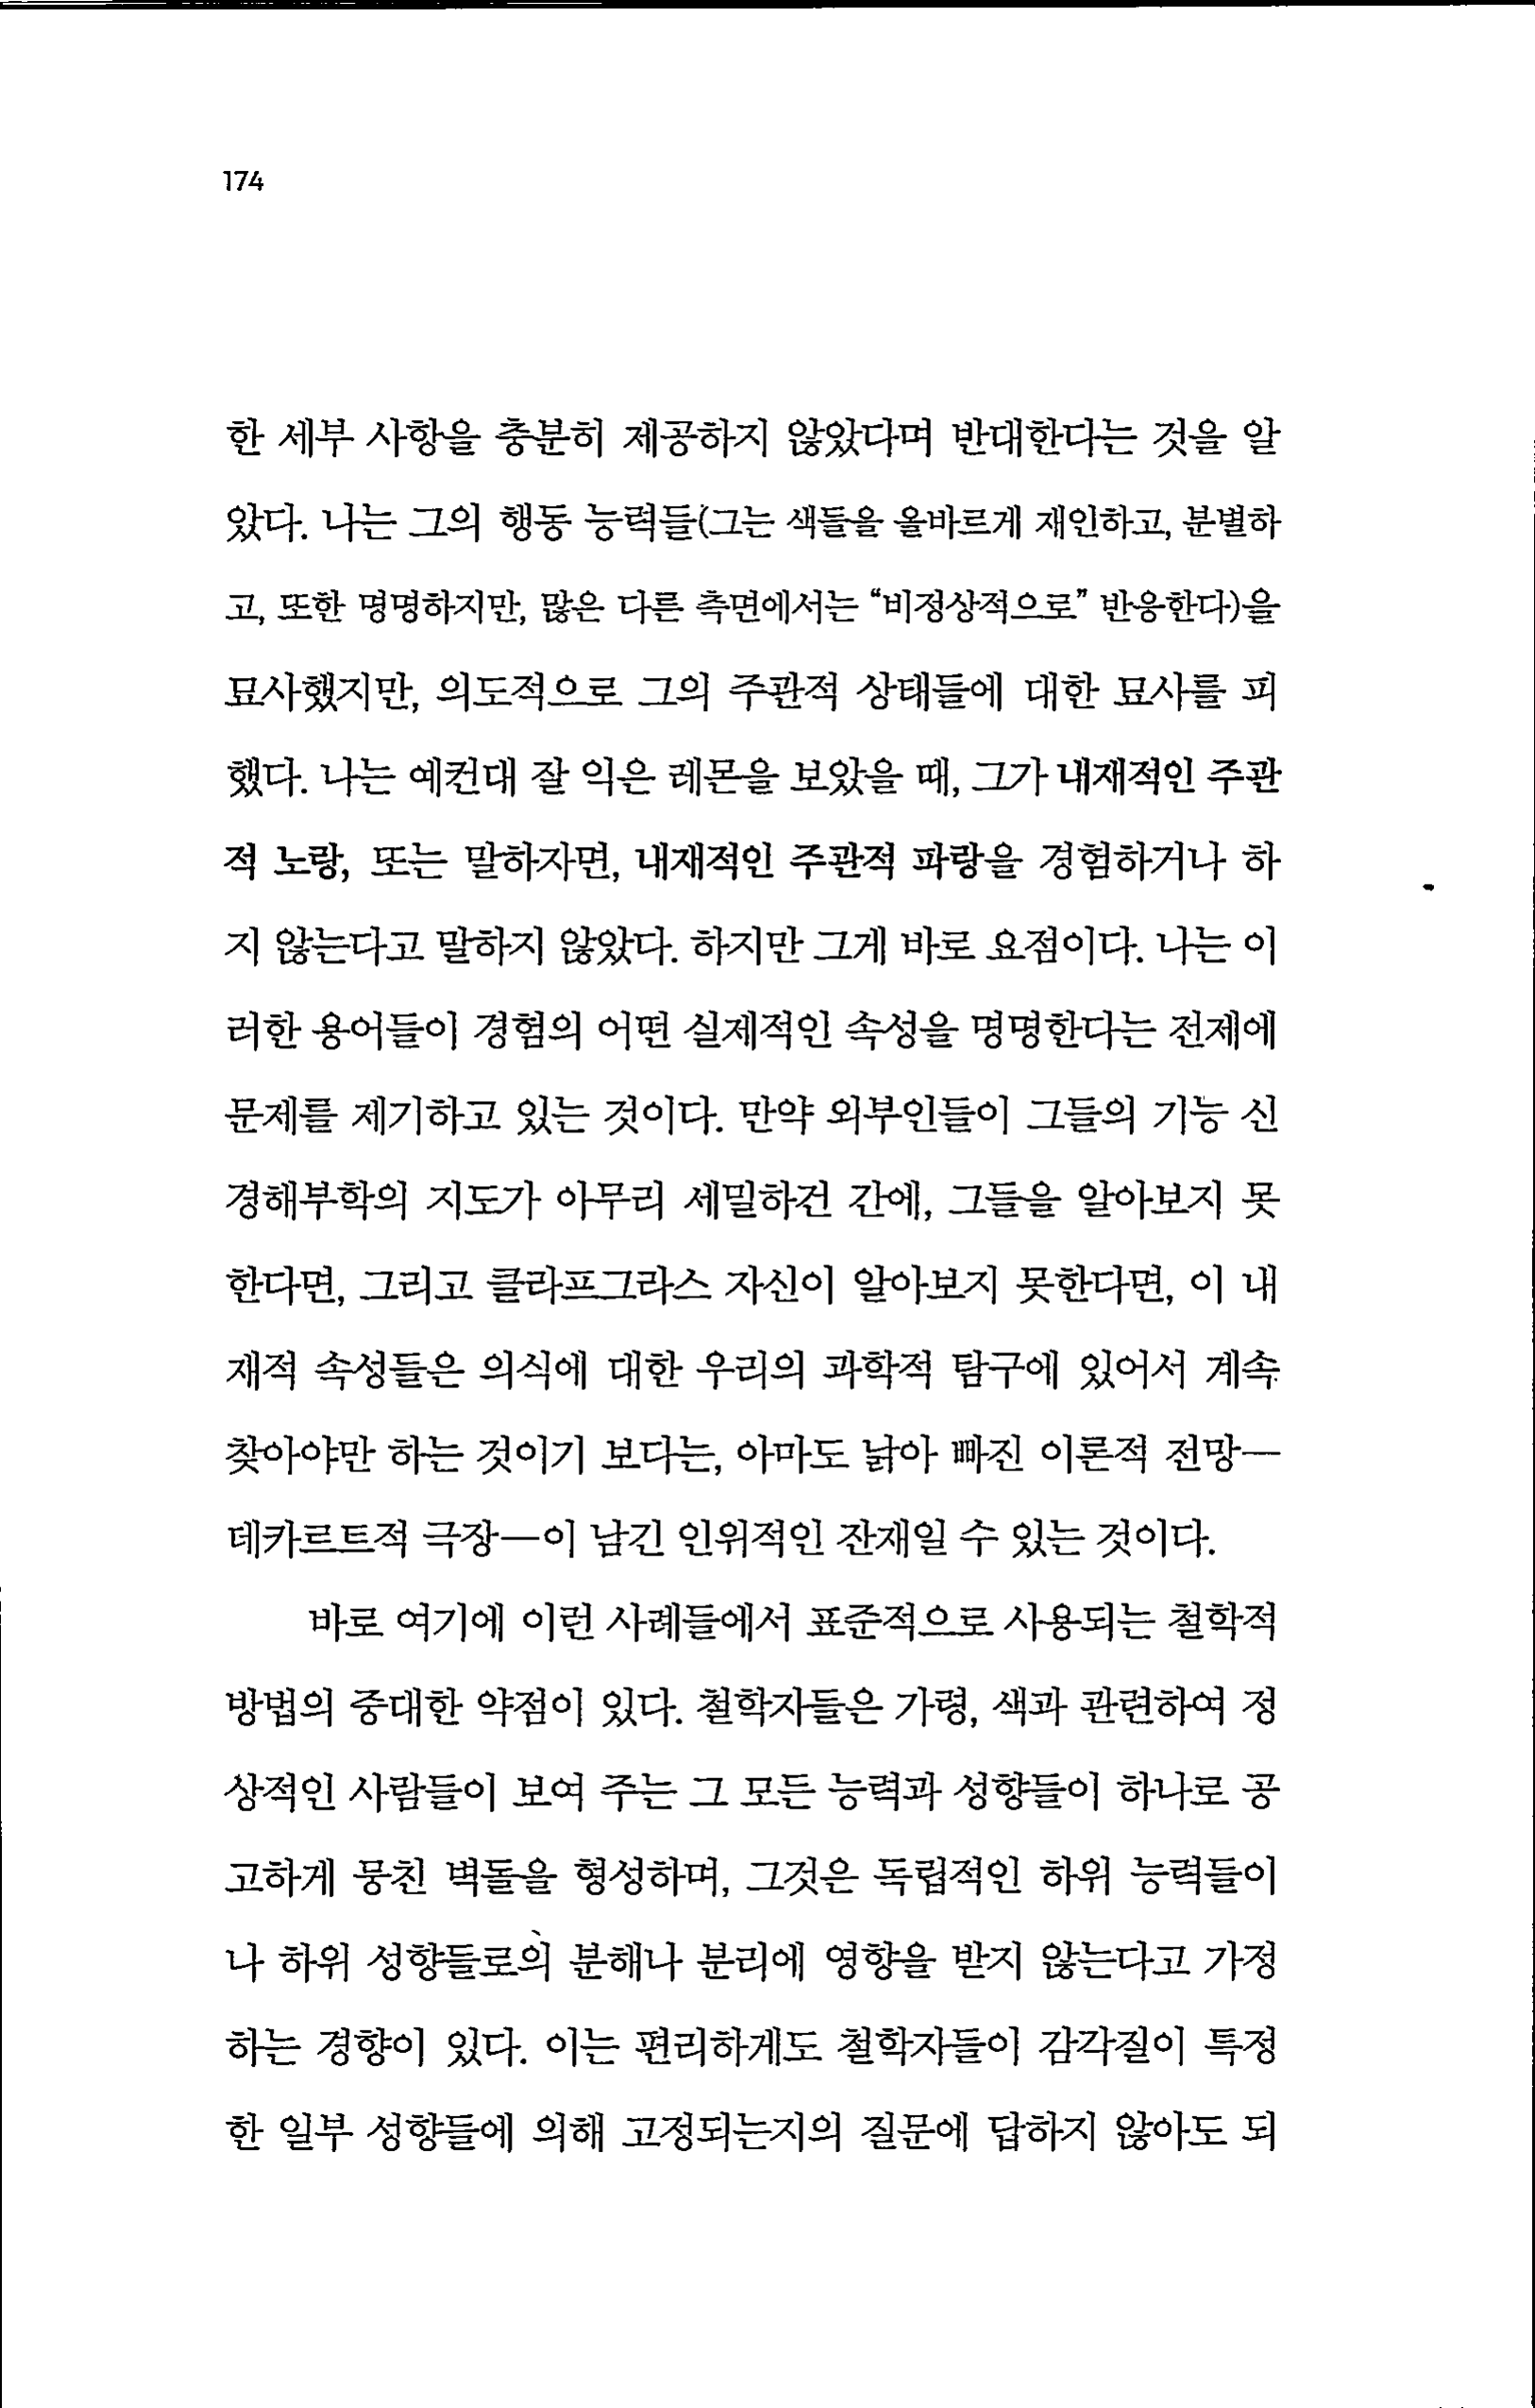 174
한 세부 사항을 충분히 제공하지 않았다며 반대한다는 것을 알
았다. 나는 그의 행동 능력들(그는 색들을 올바르게 재인하고, 분별하
고, 또한 명명하지만, 많은 다른 측면에서는 “비정상적으로” 반응한다)을
묘사했지만, 의도적으로 그의 주관적 상태들에 대한 묘사를 피
했다. 나는 예컨대 잘 익은 레몬을 보았을 때, 그가 내재적인 주관
적 노랑, 또는 말하자면, 내재적인 주관적 파랑을 경험하거나 하
지 않는다고 말하지 않았다. 하지만 그게 바로 요점이다. 나는 이
러한 용어들이 경험의 어떤 실제적인 속성을 명명한다는 전제에
문제를 제기하고 있는 것이다. 만약 외부인들이 그들의 기능 신
경해부학의 지도가 아무리 세밀하건 간에, 그들을 알아보지 못
한다면, 그리고 클라프그라스 자신이 알아보지 못한다면, 이 내
재적 속성들은 의식에 대한 우리의 과학적 탐구에 있어서 계속
찾아야만 하는 것이기 보다는, 아마도 낡아 빠진 이론적 전망—
데카르트적 극장—이 남긴 인위적인 잔재일 수 있는 것이다.
바로 여기에 이런 사례들에서 표준적으로 사용되는 철학적
방법의 중대한 약점이 있다. 철학자들은 가령, 색과 관련하여 정
상적인 사람들이 보여 주는 그 모든 능력과 성향들이 하나로 공
고하게 뭉친 벽돌을 형성하며, 그것은 독립적인 하위 능력들이
나 하위 성향들로의 분해나 분리에 영향을 받지 않는다고 가정
하는 경향이 있다. 이는 편리하게도 철학자들이 감각질이 특정
한 일부 성향들에 의해 고정되는지의 질문에 답하지 않아도 되